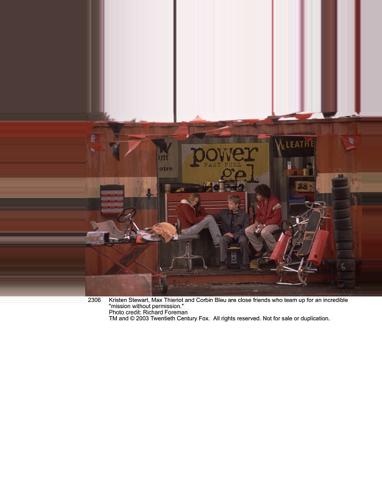 power
FAST FUEL
gel
LEATHE
2306 Kristen Stewart, Max Thieriot and Corbin Bleu are close friends who team up for an incredible
"mission without permission."
Photo credit: Richard Foreman
TM and © 2003 Twentieth Century Fox. All rights reserved. Not for sale or duplication.